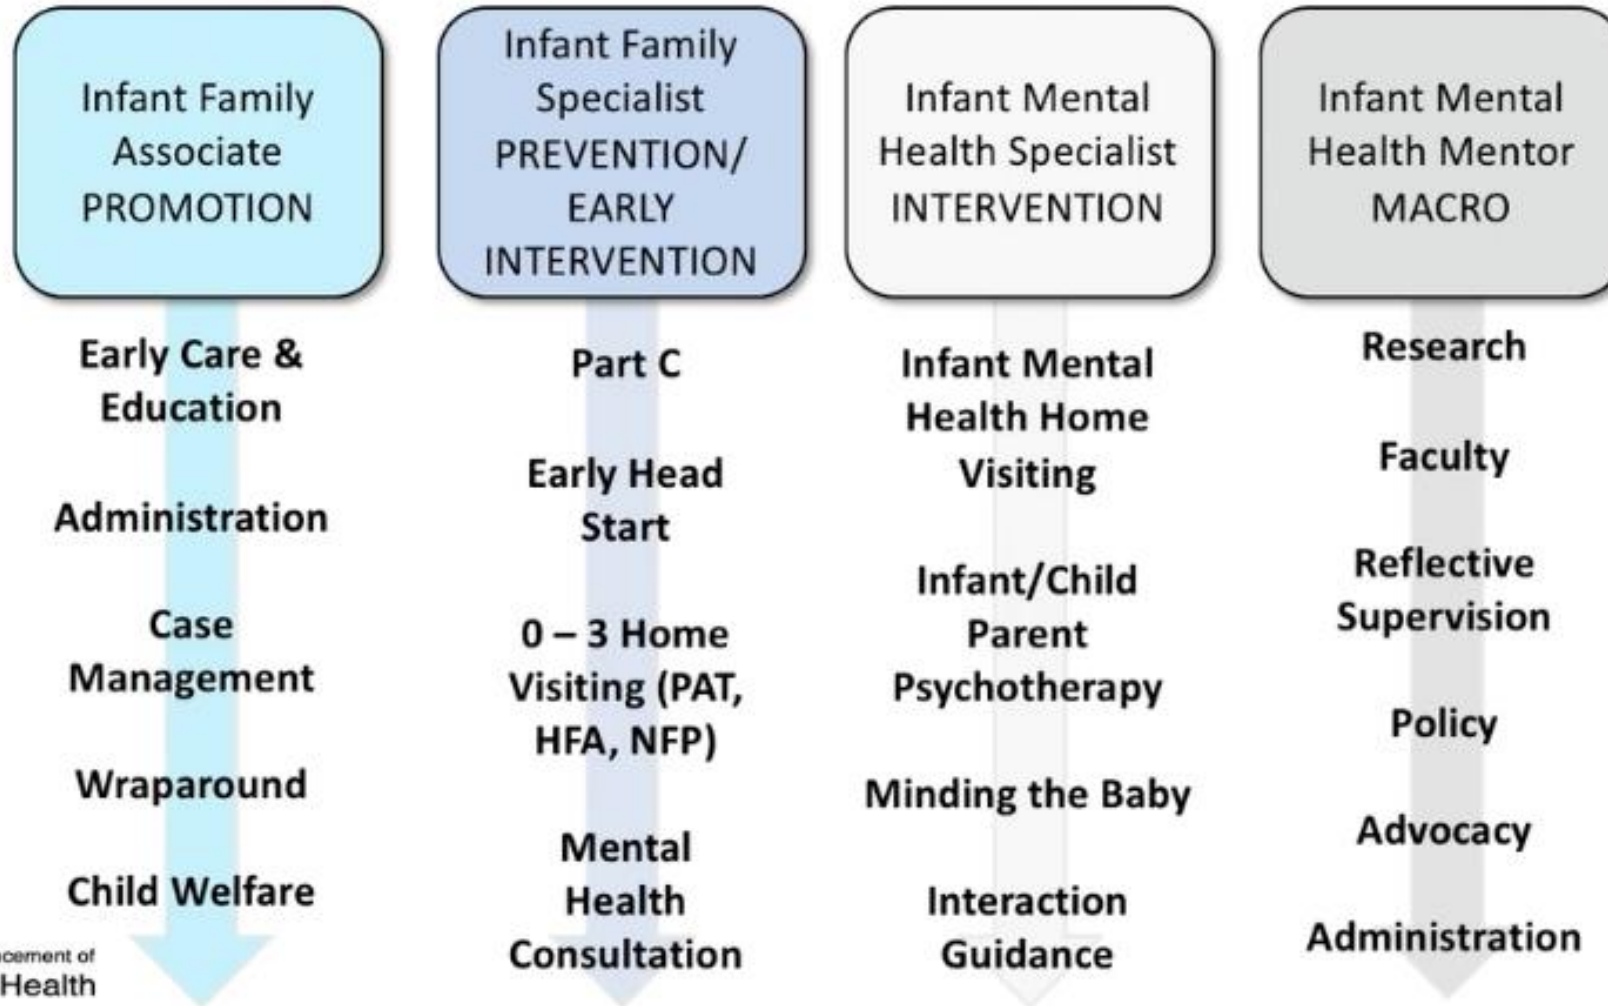 Infant Family
Associate
PROMOTION
Early Care &
Education
Administration
Case
Management
Wraparound
Child Welfare
Infant Family
Specialist
PREVENTION/
EARLY
INTERVENTION
Part C
Early Head
Start
0 – 3 Home
Visiting (PAT,
HFA, NFP)
Mental
Health
Consultation
Infant Mental
Health Specialist
INTERVENTION
Infant Mental
Health Home
Visiting
Infant/Child
Parent
Psychotherapy
Minding the Baby
Interaction
Guidance
Infant Mental
Health Mentor
MACRO
Research
Faculty
Reflective
Supervision
Policy
Advocacy
Administration
of
Health